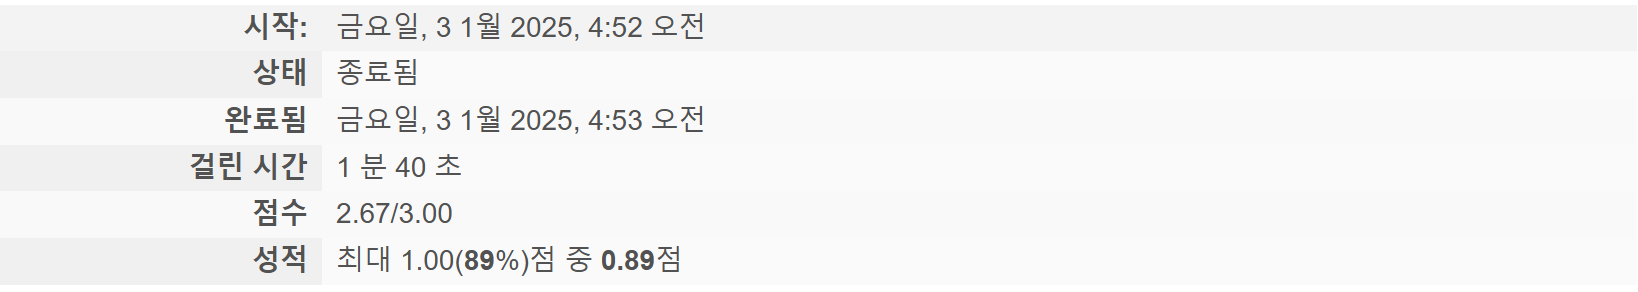 시작: 금요일, 3 1월 2025, 4:52 오전
상태 종료됨
완료됨 금요일, 3 1월 2025, 4:53 오전
걸린 시간 1 분 40 초
점수 2.67/3.00
성적 최대 1.00(89%)점 중 0.89점